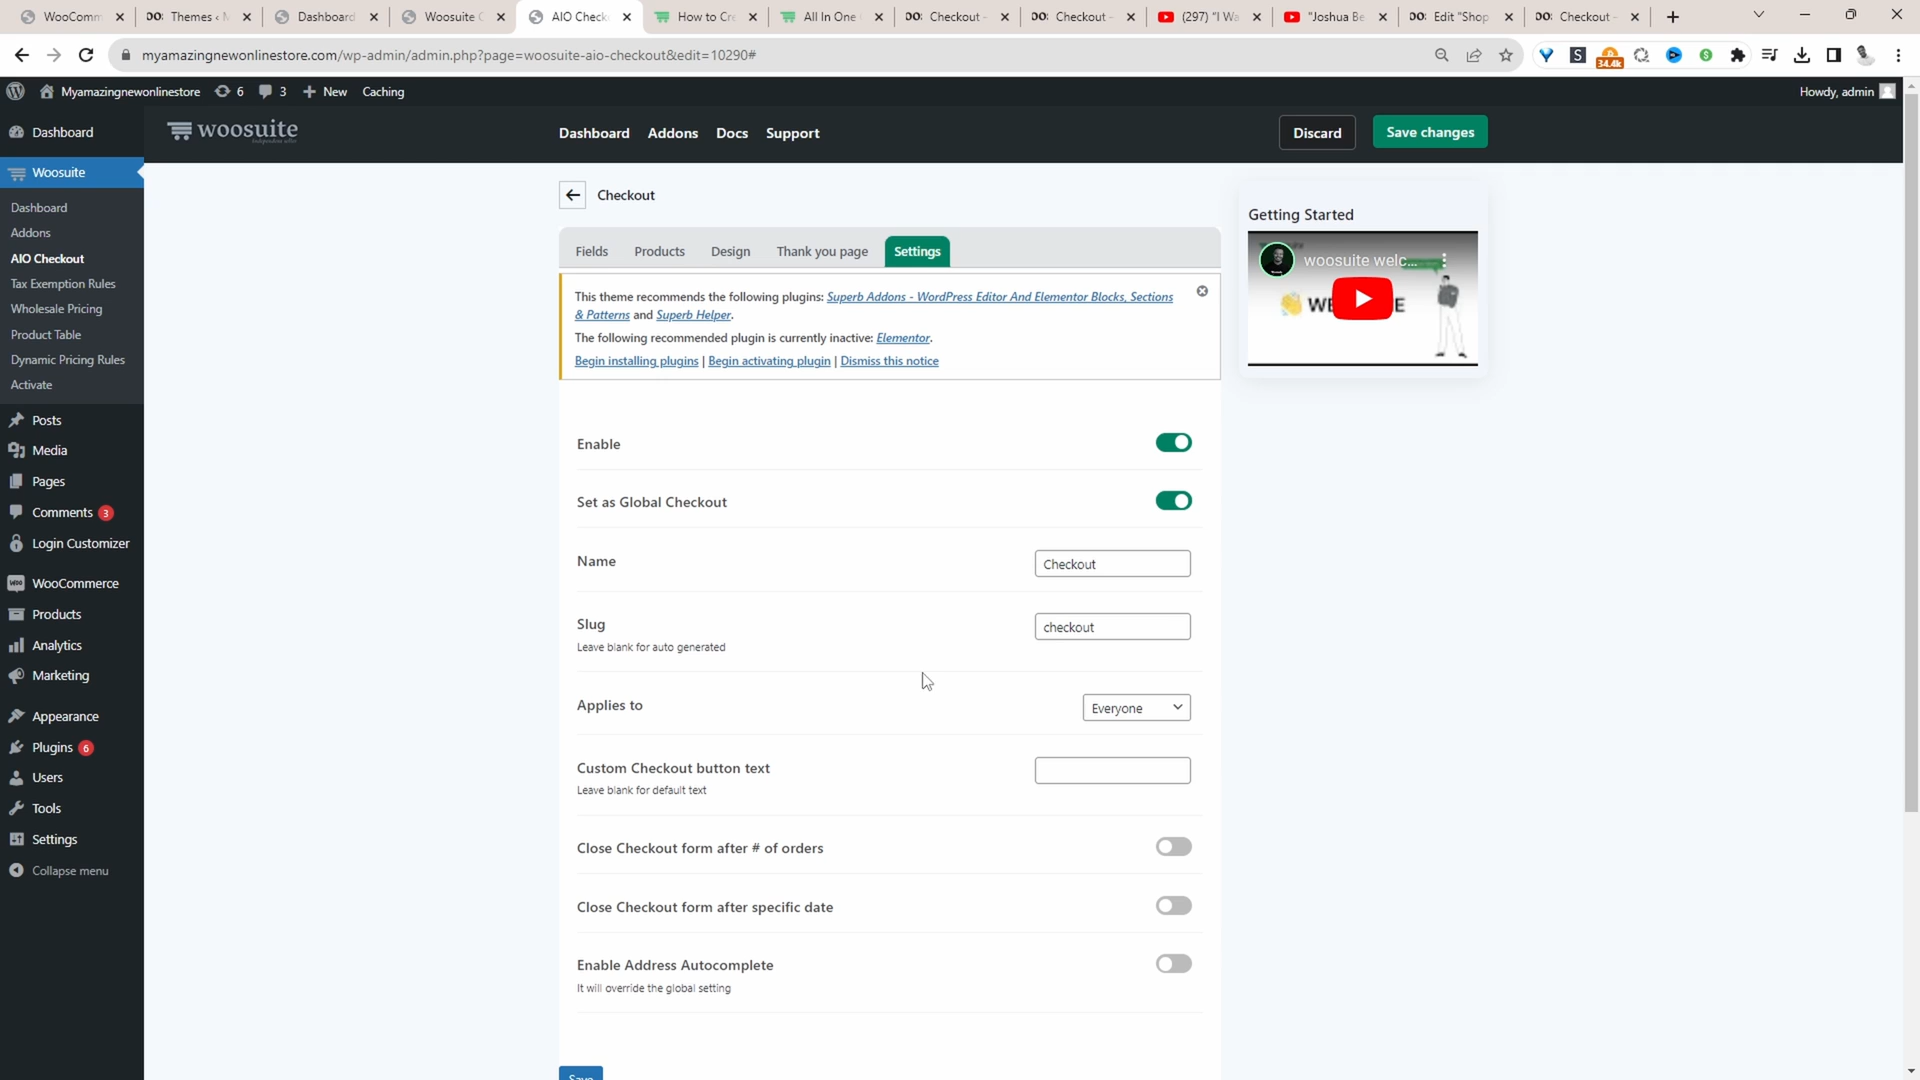 WooComm
Themes ‹
Dashboard
Woosuite
AIO Check
How to Cr
All In One
Checkout -
Checkout -
(297) "I W
"Joshua Be
Edit "Shop
Checkout -
myamazingnewonlinestore.com/wp-admin/admin.php?page=woosuite-aio-checkout&edit=10290#
34.4k
Myamazingnewonlinestore
6
3
New
Caching
Howdy, admin
Dashboard
Woosuite
Dashboard
Addons
AIO Checkout
Tax Exemption Rules
Wholesale Pricing
Product Table
Dynamic Pricing Rules
Activate
Posts
Media
Pages
Comments 3
Login Customizer
WooCommerce
Products
Analytics
Marketing
Appearance
Plugins 6
Users
Tools
Settings
Collapse menu
woosuite
independent seller
Dashboard
Addons
Docs
Support
Discard
Save changes
Checkout
Fields
Products
Design
Thank you page
Settings
This theme recommends the following plugins: Superb Addons - WordPress Editor And Elementor Blocks, Sections
& Patterns and Superb Helper.
The following recommended plugin is currently inactive: Elementor.
Begin installing plugins | Begin activating plugin | Dismiss this notice
Enable
Set as Global Checkout
Name
Checkout
Slug
Leave blank for auto generated
checkout
Applies to
Everyone
Custom Checkout button text
Leave blank for default text
Close Checkout form after # of orders
Close Checkout form after specific date
Enable Address Autocomplete
It will override the global setting
Save
Getting Started
woosuite welc...